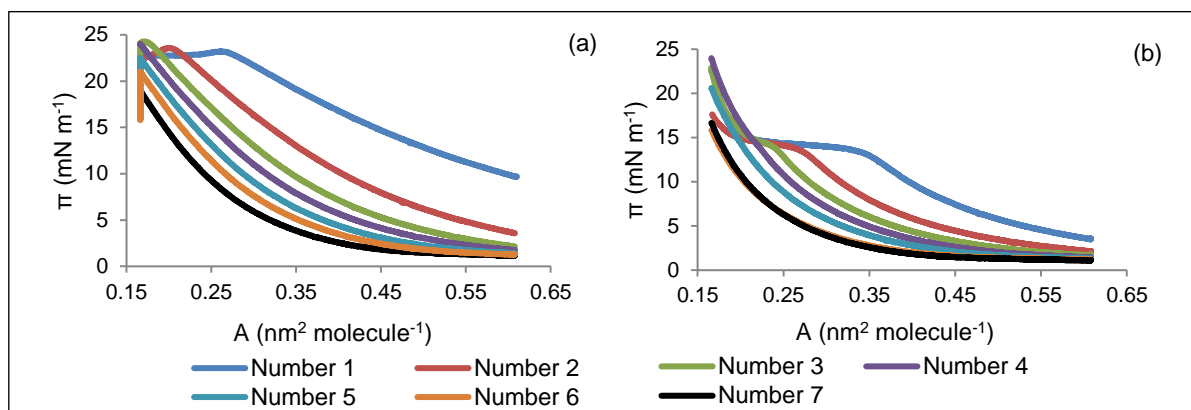 (a)
25
20
15
10
5
0
π (mN m-1)
0.15 0.25 0.35 0.45 0.55 0.65
A (nm2 molecule-1)
(b)
25
20
15
10
5
0
π (mN m-1)
0.15 0.25 0.35 0.45 0.55 0.65
A (nm2 molecule-1)
Number 1 Number 2 Number 3 Number 4
Number 5 Number 6 Number 7